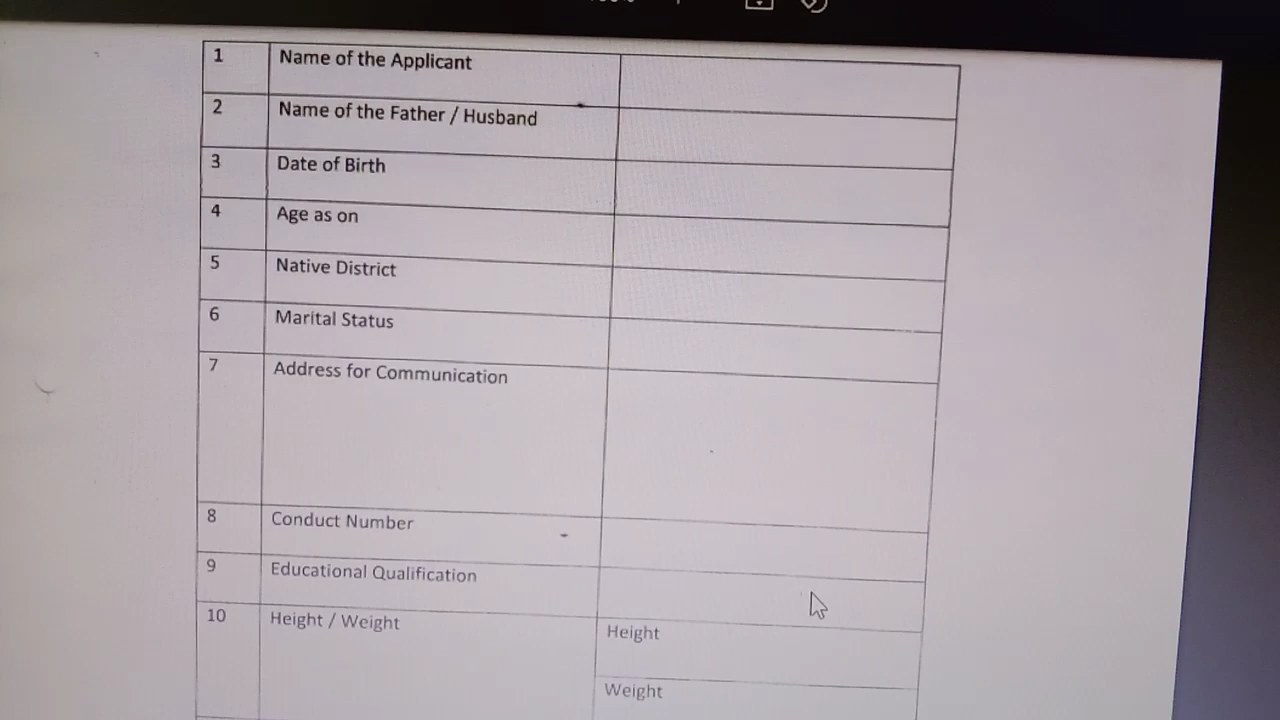 1 Name of the Applicant
2 Name of the Father / Husband
3 Date of Birth
4 Age as on
5 Native District
6 Marital Status
7 Address for Communication
8 Conduct Number
9 Educational Qualification
10 Height / Weight Height
Weight